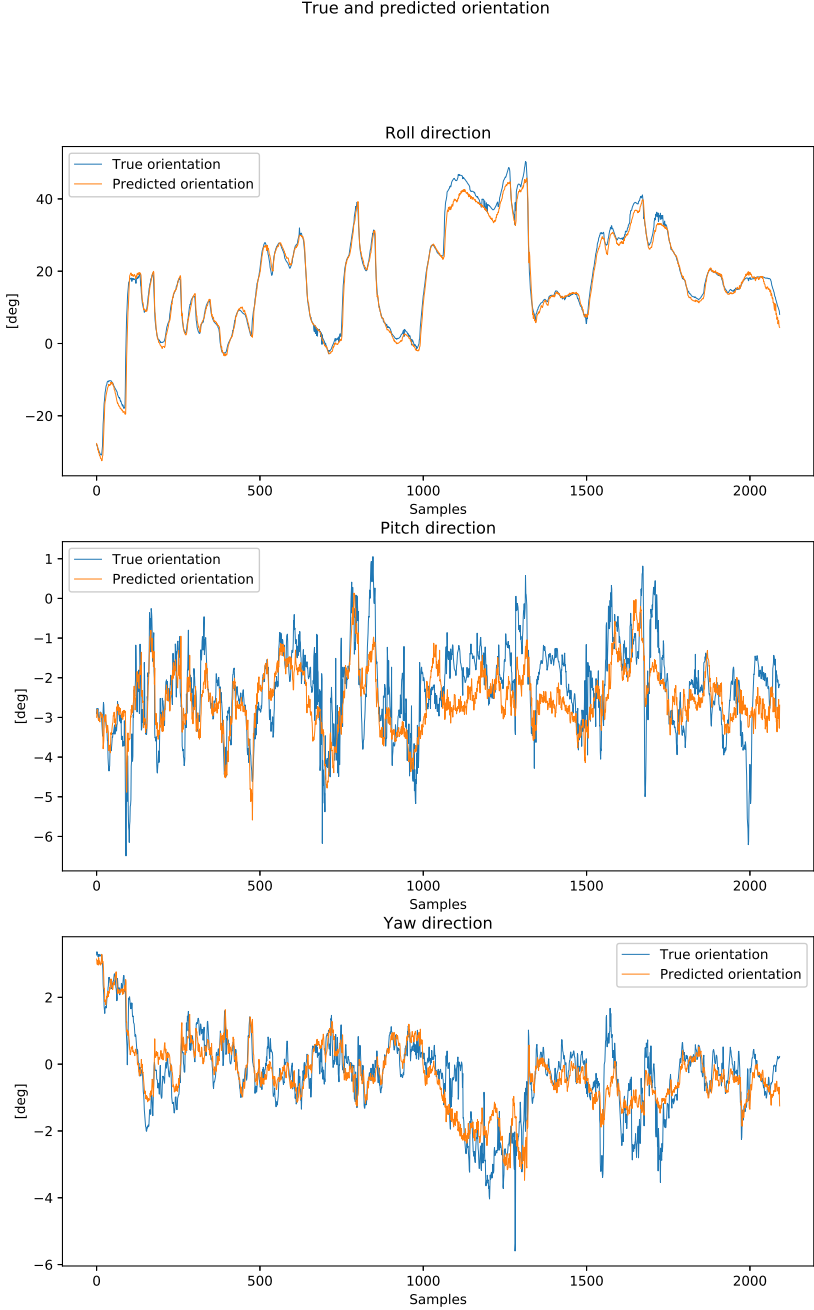 True and predicted orientation
Roll direction
True orientation
Predicted orientation
40
20
0
−20
[deg]
0
500
1000
1500
2000
Samples
Pitch direction
True orientation
Predicted orientation
1
0
−1
−2
−3
−4
−5
−6
[deg]
0
500
1000
1500
2000
Samples
Yaw direction
True orientation
Predicted orientation
2
0
−2
−4
−6
[deg]
0
500
1000
1500
2000
Samples